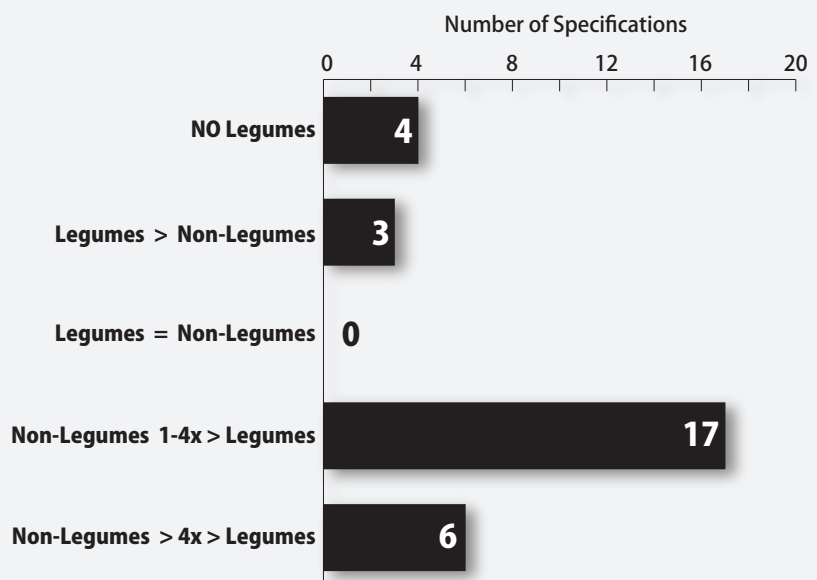 Number of Specifications
0 4 8 12 16 20
NO Legumes 4
Legumes > Non-Legumes 3
Legumes = Non-Legumes 0
Non-Legumes 1-4x > Legumes 17
Non-Legumes > 4x > Legumes 6